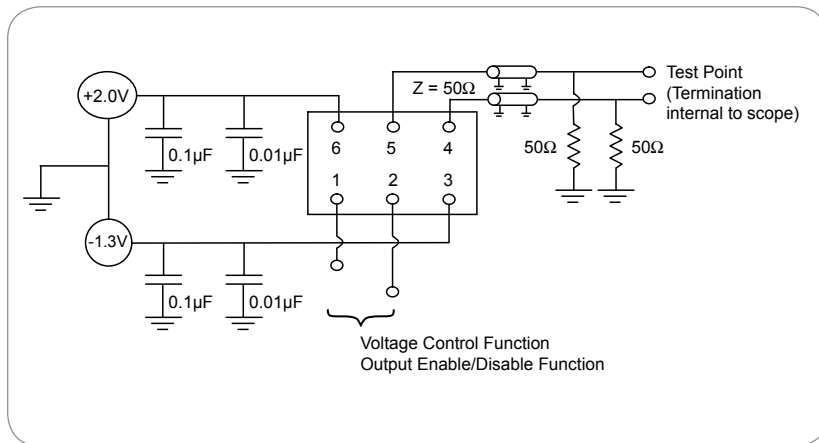 +2.0V
Z = 50Ω
Test Point
(Termination
internal to scope)
0.1µF
0.01µF
6
5
4
50Ω
50Ω
1
2
3
-1.3V
0.1µF
0.01µF
Voltage Control Function
Output Enable/Disable Function